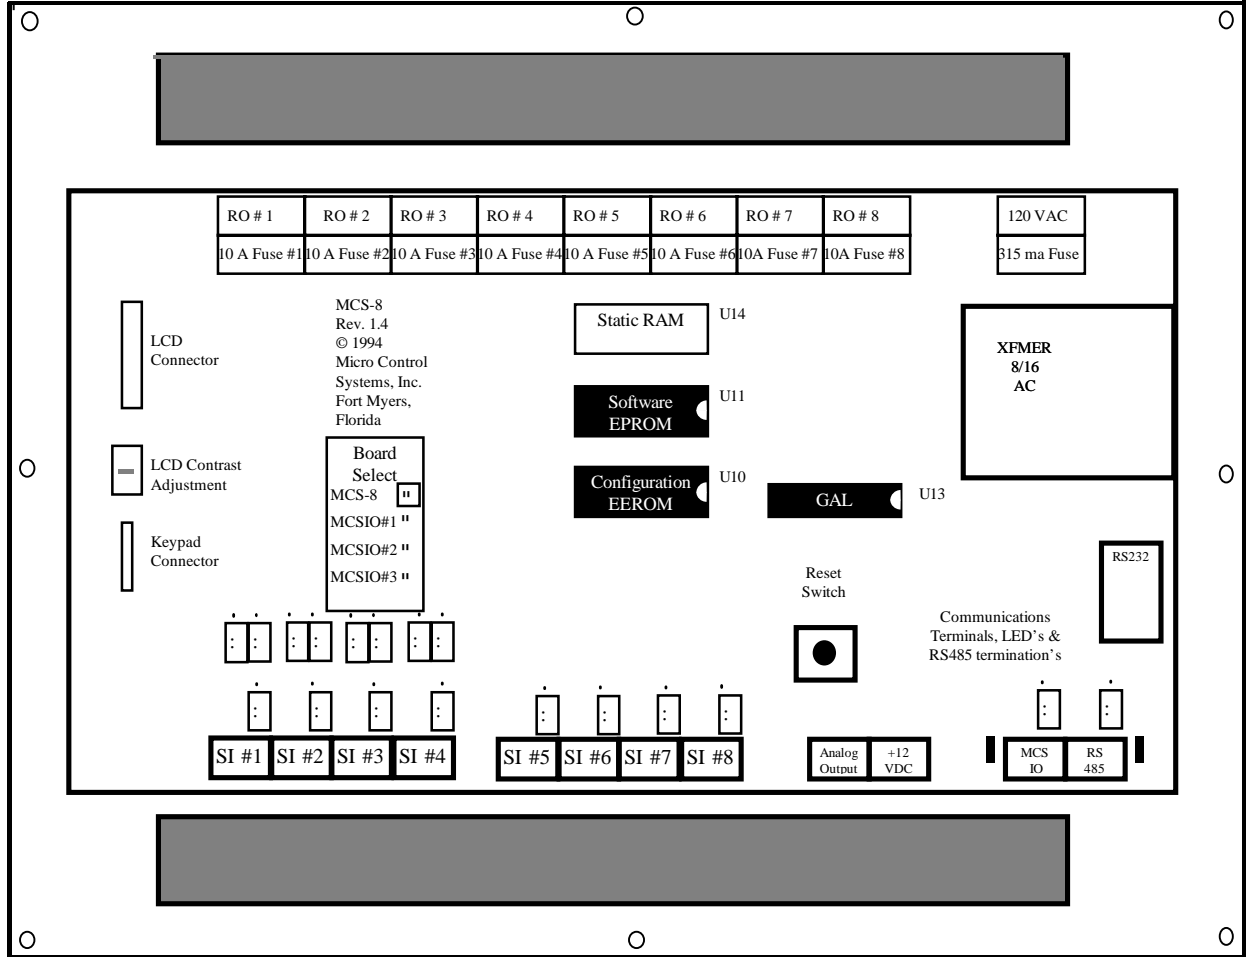 RO # 1 RO # 2 RO # 3 RO # 4 RO # 5 RO # 6 RO # 7 RO # 8 120 VAC
10 A Fuse #1 10 A Fuse #2 10 A Fuse #3 10 A Fuse #4 10 A Fuse #5 10 A Fuse #6 10A Fuse #7 10A Fuse #8 315 ma Fuse
LCD
Connector
MCS-8
Rev. 1.4
© 1994
Micro Control
Systems, Inc.
Fort Myers,
Florida
Static RAM
U14
Software
EPROM
U11
XFMER
8/16
AC
LCD Contrast
Adjustment
Board
Select
MCS-8
MCSIO#1
MCSIO#2
MCSIO#3
Configuration
EEROM
U10
GAL
U13
Keypad
Connector
Reset
Switch
RS232
Communications
Terminals, LED's &
RS485 termination's
SI #1 SI #2 SI #3 SI #4 SI #5 SI #6 SI #7 SI #8
Analog
Output
+12
VDC
MCS
IO
RS
485